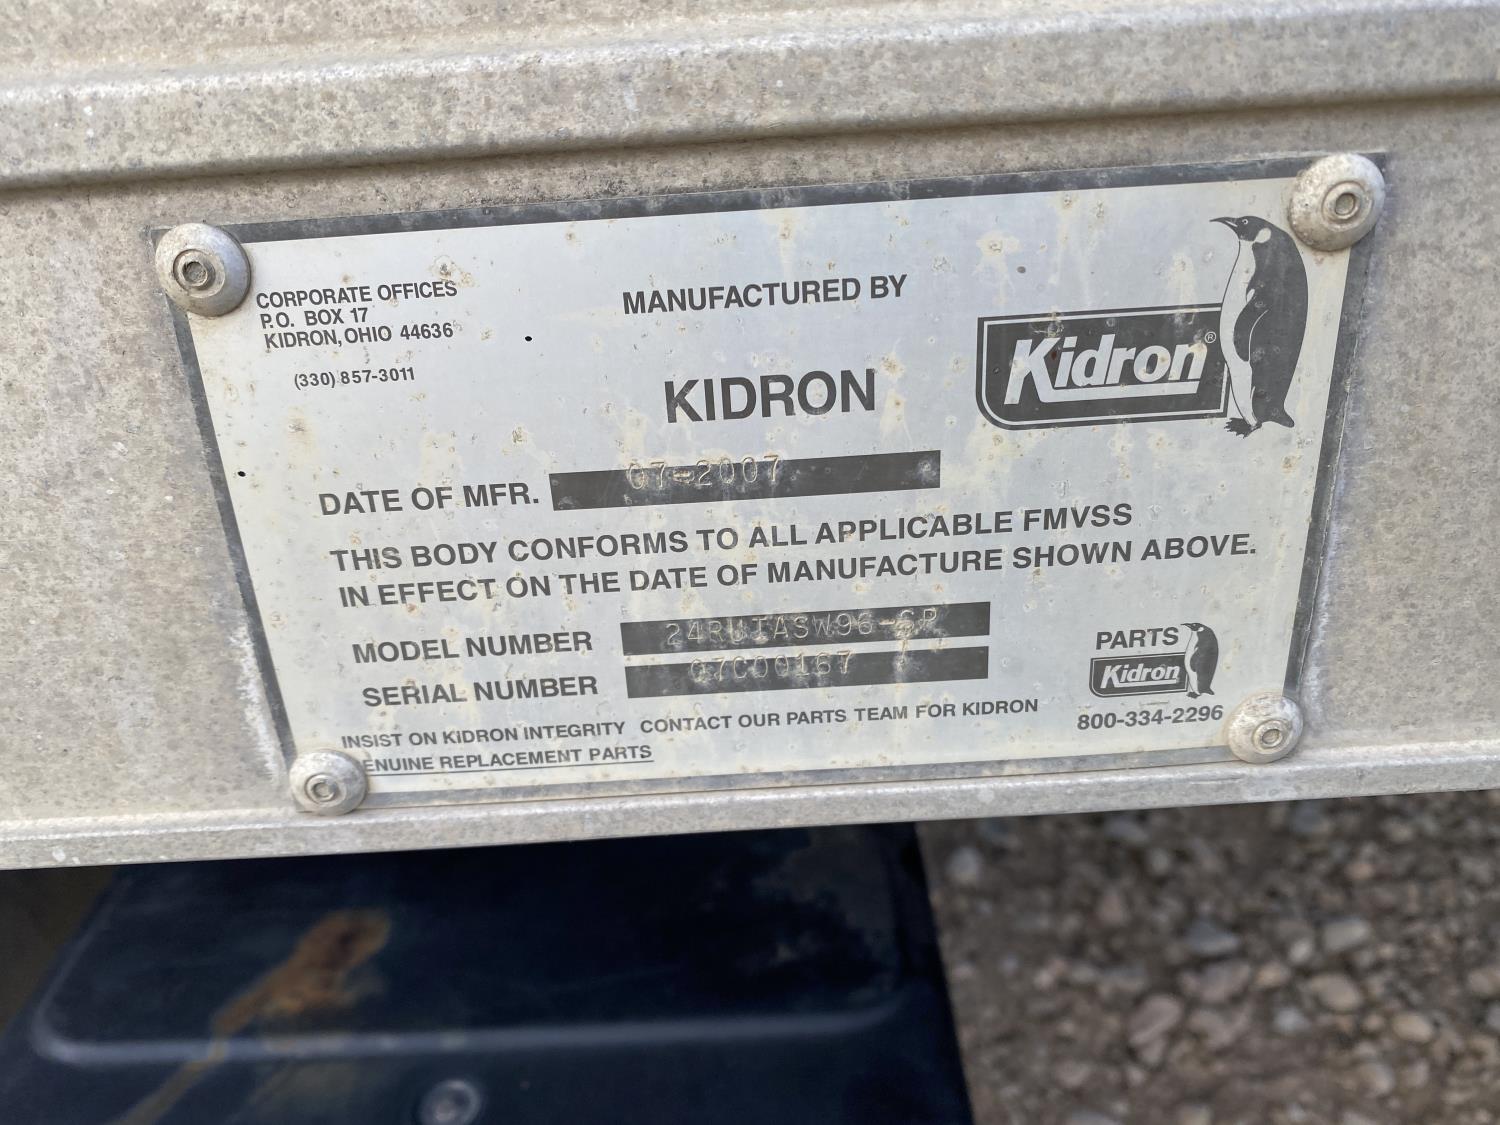 CORPORATE OFFICES
P.O. BOX 17
KIDRON, OHIO 44636
(330) 857-3011
MANUFACTURED BY
KIDRON
Kidron®
DATE OF MFR. 07-2007
THIS BODY CONFORMS TO ALL APPLICABLE FMVSS
IN EFFECT ON THE DATE OF MANUFACTURE SHOWN ABOVE.
MODEL NUMBER
SERIAL NUMBER 07C00167
PARTS
Kidron
800-334-2296
INSIST ON KIDRON INTEGRITY CONTACT OUR PARTS TEAM FOR KIDRON
ENUINE REPLACEMENT PARTS